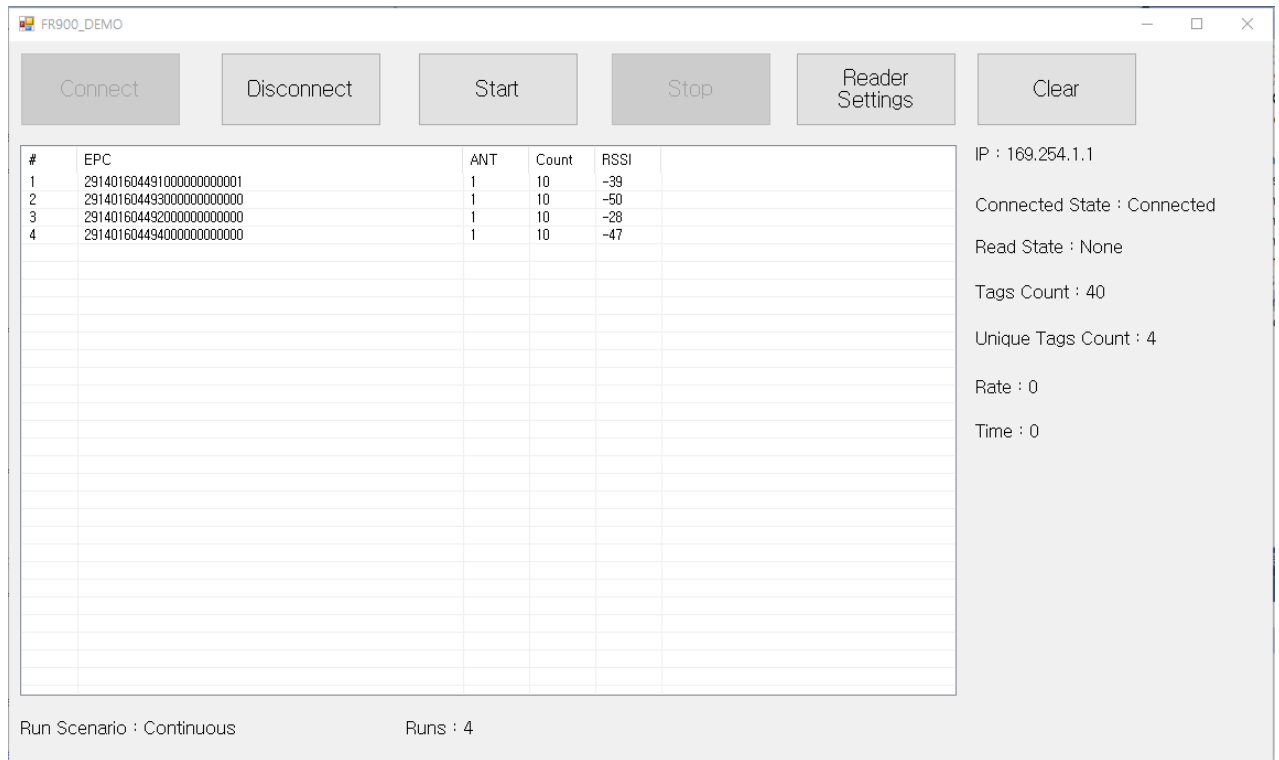 FR900_DEMO
Connect Disconnect Start Stop Reader Settings Clear
# EPC ANT Count RSSI
1 291401604491000000000001 1 10 -39
2 291401604493000000000000 1 10 -50
3 291401604492000000000000 1 10 -28
4 291401604494000000000000 1 10 -47
IP : 169.254.1.1
Connected State : Connected
Read State : None
Tags Count : 40
Unique Tags Count : 4
Rate : 0
Time : 0
Run Scenario : Continuous Runs : 4